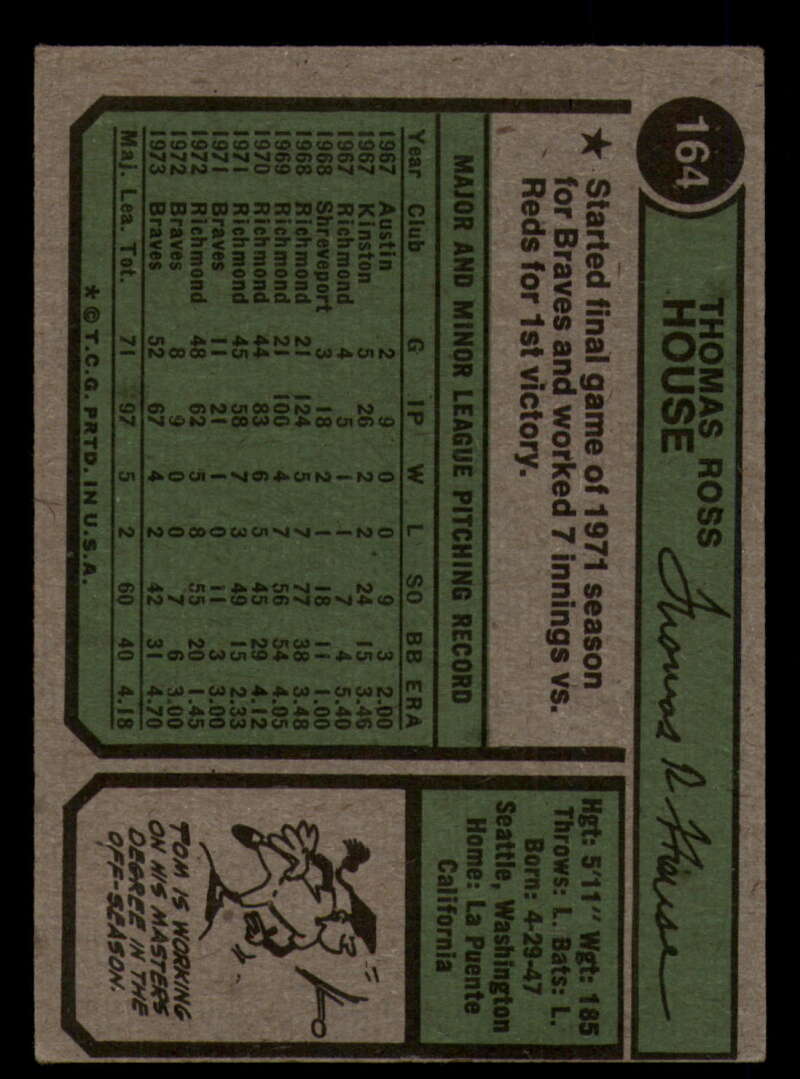 164
THOMAS ROSS
HOUSE
Thomas R House
★ Started final game of 1971 season
for Braves and worked 7 innings vs.
Reds for 1st victory.
MAJOR AND MINOR LEAGUE PITCHING RECORD
Year Club G IP W L SO BB ERA
1967 Austin 2 9 0 0 9 3 2.00
1967 Kinston 5 26 2 2 24 15 3.46
1967 Richmond 4 5 1 1 7 4 5.40
1968 Shreveport 3 18 2 1 18 11 1.00
1968 Richmond 21 124 5 7 77 38 3.48
1969 Richmond 21 100 4 7 56 54 4.05
1970 Richmond 44 83 6 5 45 29 4.12
1971 Richmond 45 58 7 3 49 15 2.33
1971 Braves 11 21 1 0 11 3 3.00
1972 Richmond 48 62 5 8 55 20 1.45
1972 Braves 8 9 0 0 7 6 3.00
1973 Braves 52 67 4 2 42 31 4.70
Maj. Lea. Tot. 71 97 5 2 60 40 4.18
* © T.C.G. PRTD. IN U.S.A.
Hgt: 5'11" Wgt: 185
Throws: L. Bats: L.
Born: 4-29-47
Seattle, Washington
Home: La Puente
California
TOM IS WORKING
ON HIS MASTERS
DEGREE IN THE
OFF-SEASON.